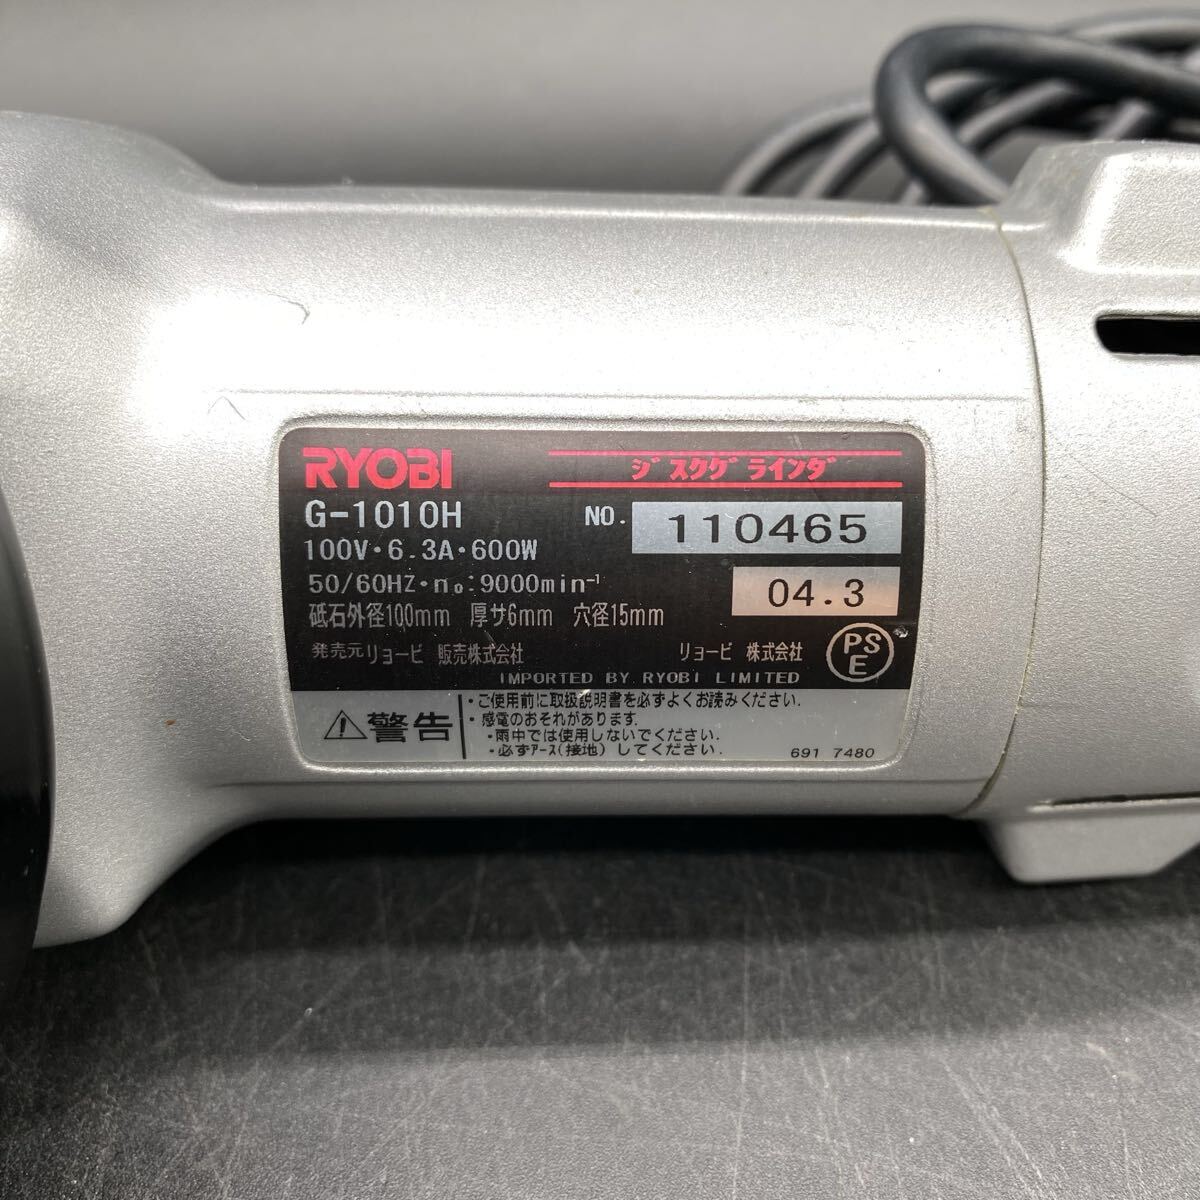 RYOBI ジスクグラインダ
G-1010H NO. 110465
100V・6.3A・600W
50/60HZ・n₀:9000min⁻¹ 04.3
砥石外径100mm 厚サ6mm 穴径15mm
発売元リョービ 販売株式会社 リョービ 株式会社 PSE
IMPORTED BY RYOBI LIMITED
警告
・ご使用前に取扱説明書を必ずよくお読みください.
・感電のおそれがあります.
・雨中では使用しないでください.
・必ずアース(接地)してください.
691 7480